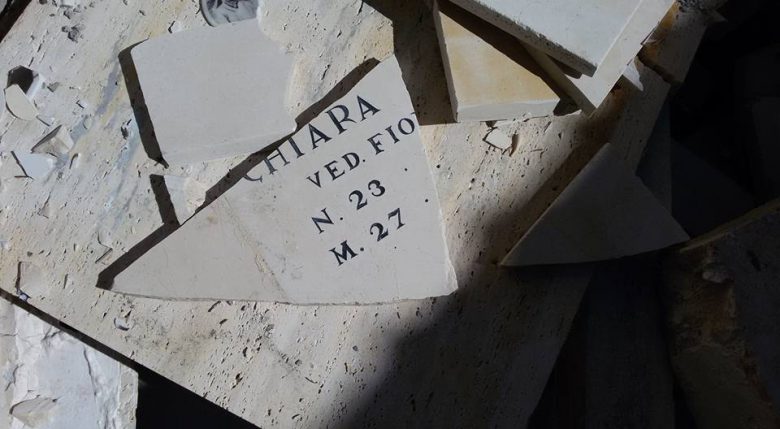 CHIARA
VED. FIO
N. 23
M. 27